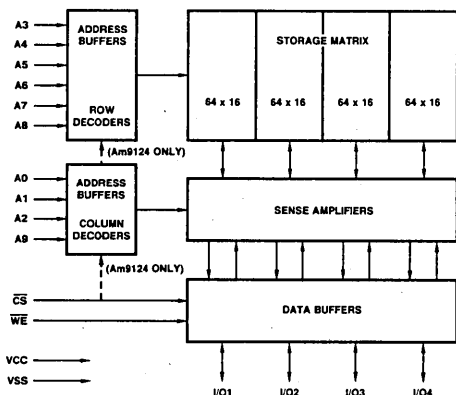 A3
A4
A5
A6
A7
A8
ADDRESS
BUFFERS
ROW
DECODERS
STORAGE MATRIX
64 x 16
64 x 16
64 x 16
64 x 16
(Am9124 ONLY)
A0
A1
A2
A9
ADDRESS
BUFFERS
COLUMN
DECODERS
SENSE AMPLIFIERS
(Am9124 ONLY)
C̅S̅
W̅E̅
DATA BUFFERS
VCC
VSS
I/O1
I/O2
I/O3
I/O4